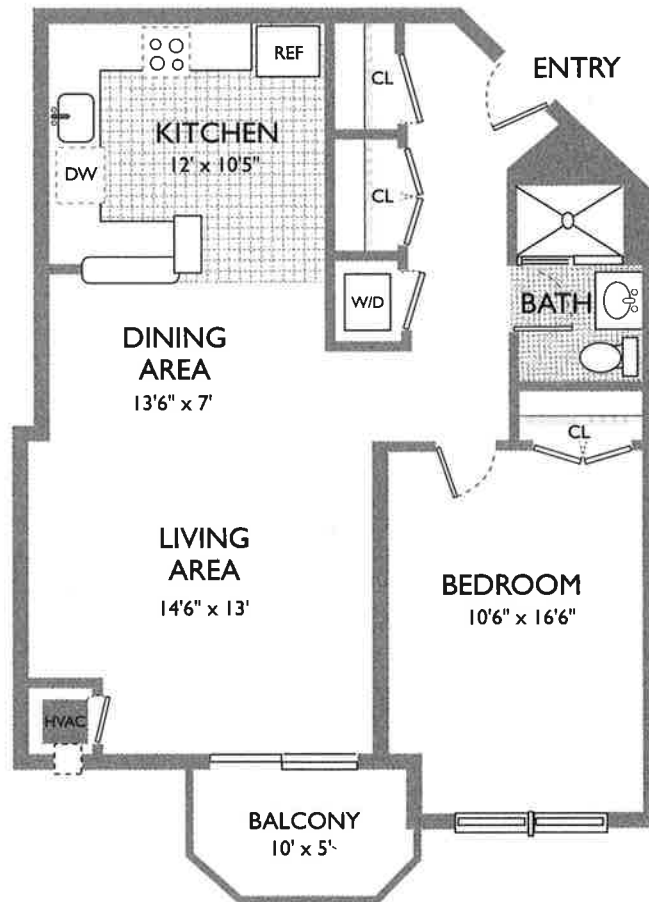 REF
ENTRY
CL
KITCHEN
12' x 10'5"
DW
CL
W/D
BATH
DINING
AREA
13'6" x 7'
CL
LIVING
AREA
14'6" x 13'
BEDROOM
10'6" x 16'6"
HVAC
BALCONY
10' x 5'